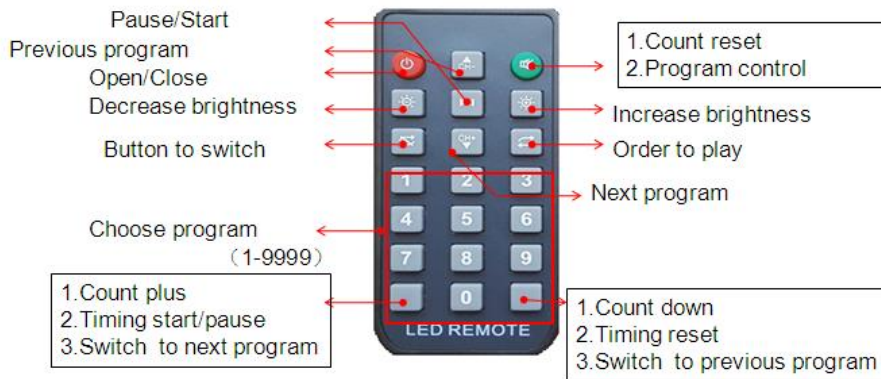 Pause/Start
Previous program
Open/Close
Decrease brightness
Button to switch
Choose program
（1-9999）
1.Count plus
2.Timing start/pause
3.Switch to next program
CH-
CH+
1 2 3
4 5 6
7 8 9
0
LED REMOTE
1.Count reset
2.Program control
Increase brightness
Order to play
Next program
1.Count down
2.Timing reset
3.Switch to previous program